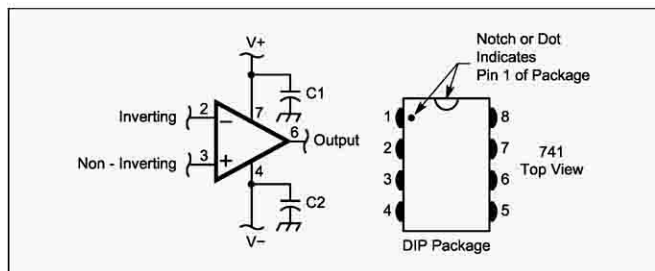 V+
C1
7
Inverting
2
−
6
Output
Non - Inverting
3
+
4
C2
V−
Notch or Dot
Indicates
Pin 1 of Package
1
8
2
7
3
6
4
5
741
Top View
DIP Package